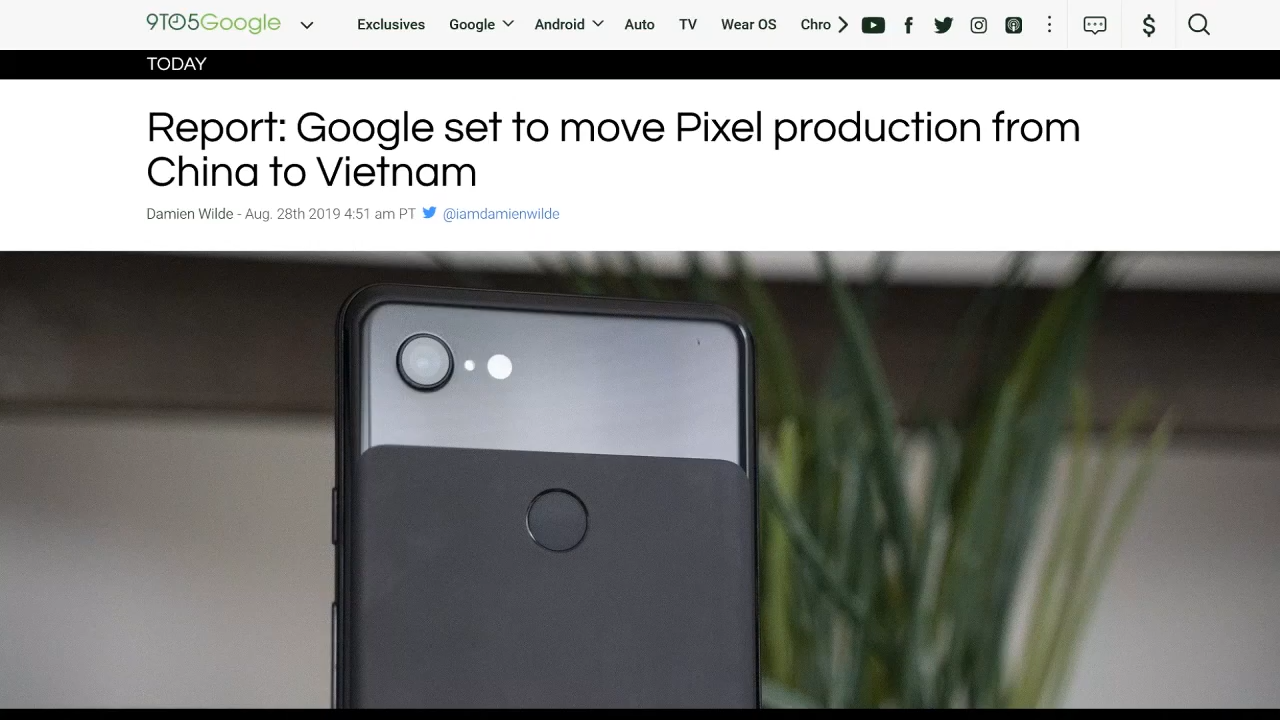 9TO5Google
Exclusives Google Android Auto TV Wear OS Chro
$
TODAY
Report: Google set to move Pixel production from
China to Vietnam
Damien Wilde - Aug. 28th 2019 4:51 am PT @iamdamienwilde